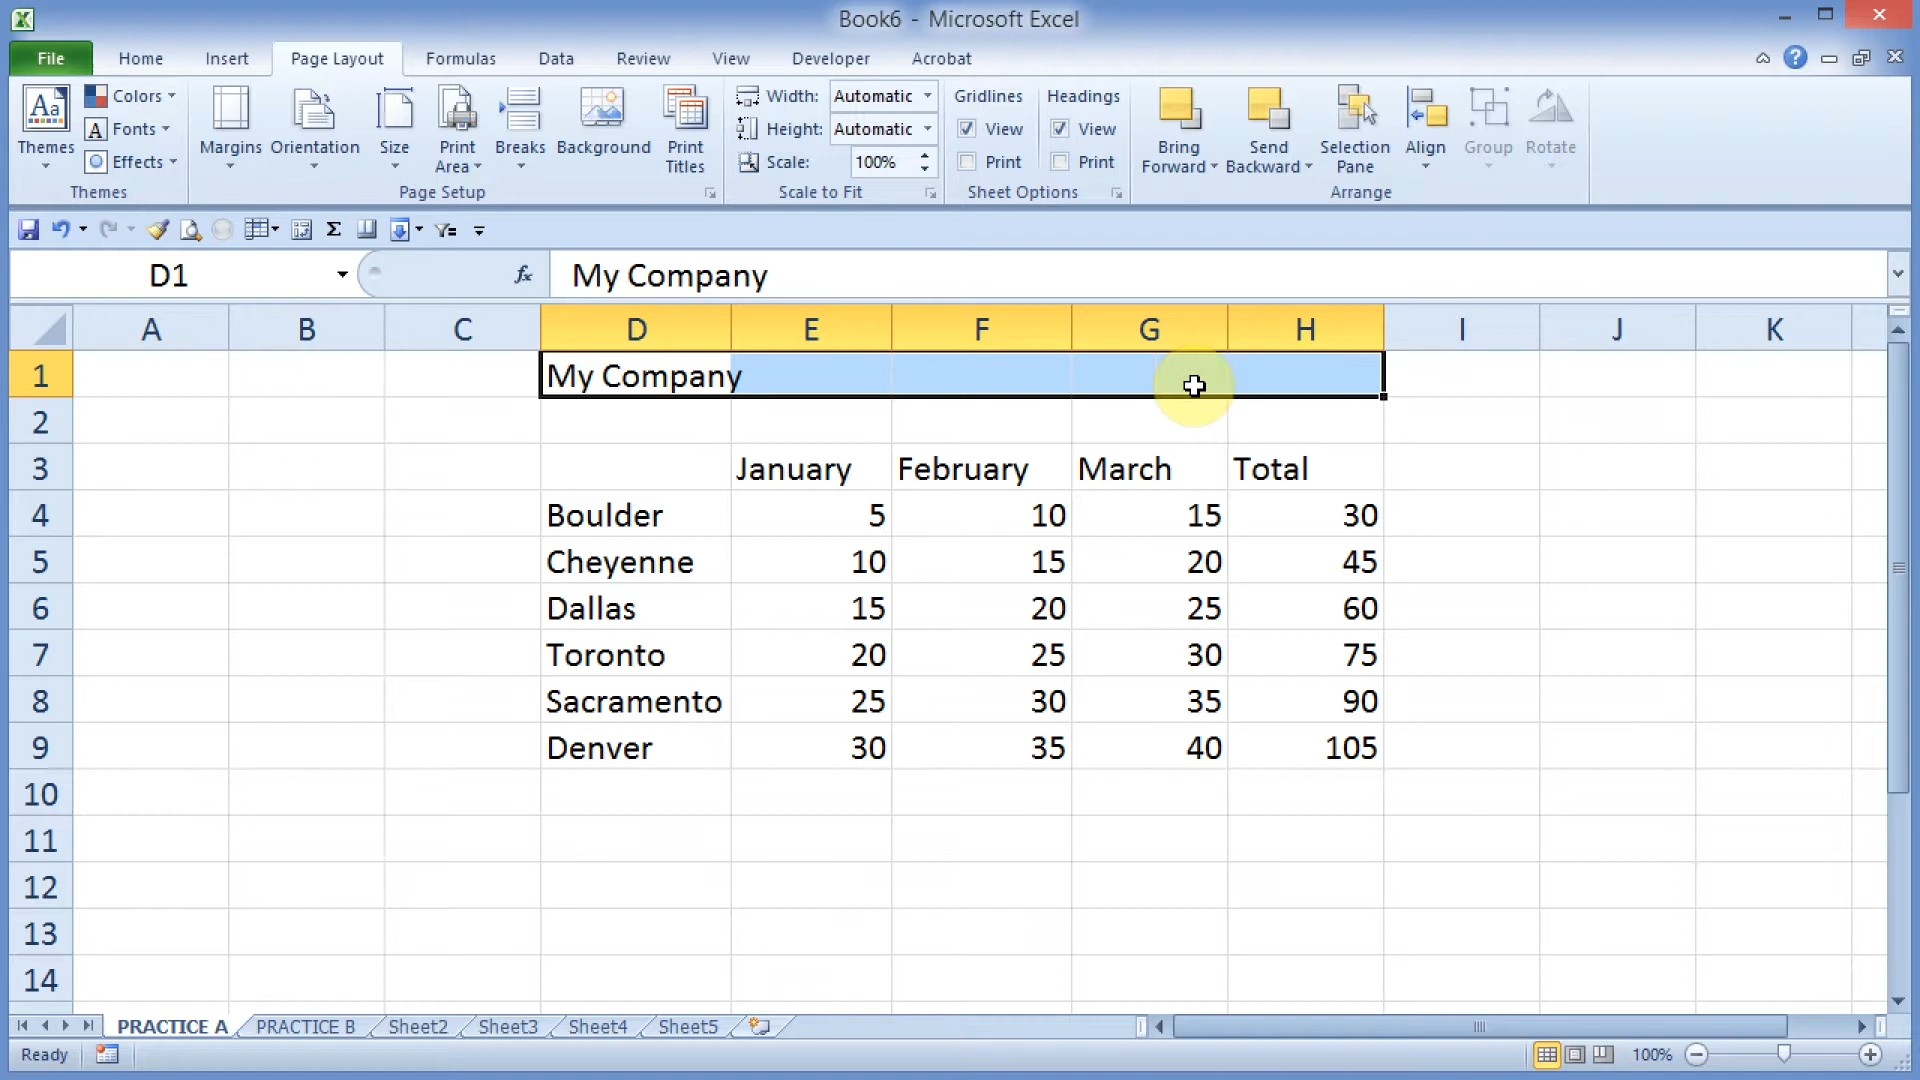 Book6 - Microsoft Excel
File Home Insert Page Layout Formulas Data Review View Developer Acrobat
Themes Colors Fonts Effects Themes
Margins Orientation Size Print Area Breaks Background Print Titles Page Setup
Width: Automatic
Height: Automatic
Scale: 100%
Scale to Fit
Gridlines Headings
View View
Print Print
Sheet Options
Bring Forward Send Backward Selection Pane Align Group Rotate
Arrange
D1 fx My Company
A B C D E F G H I J K
1 My Company
2
3 January February March Total
4 Boulder 5 10 15 30
5 Cheyenne 10 15 20 45
6 Dallas 15 20 25 60
7 Toronto 20 25 30 75
8 Sacramento 25 30 35 90
9 Denver 30 35 40 105
10
11
12
13
14
PRACTICE A PRACTICE B Sheet2 Sheet3 Sheet4 Sheet5
Ready 100%